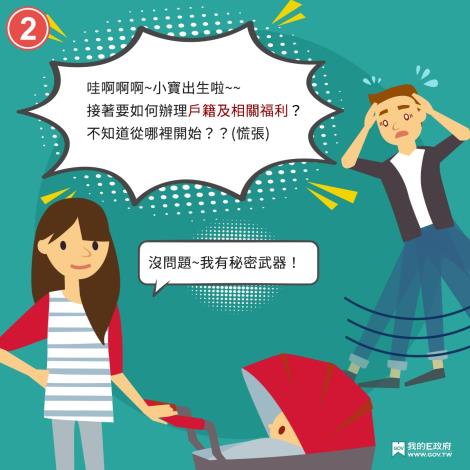 2
哇啊啊啊~小寶出生啦~~
接著要如何辦理戶籍及相關福利？
不知道從哪裡開始？？(慌張)
沒問題~我有秘密武器！
GOV 我的E政府
WWW.GOV.TW